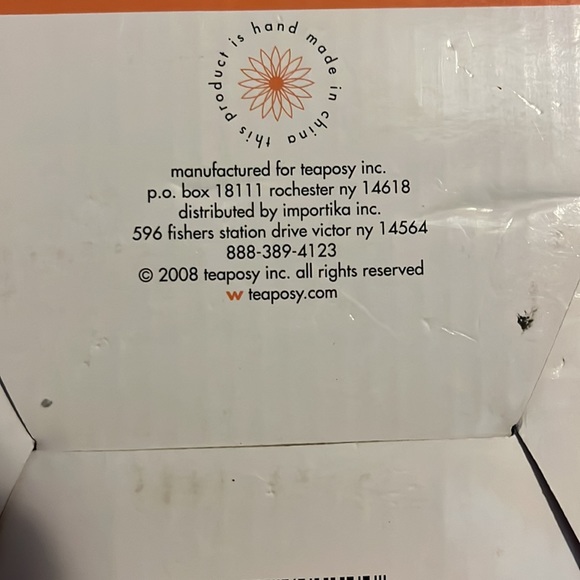 this product is hand made in china
manufactured for teaposy inc.
p.o. box 18111 rochester ny 14618
distributed by importika inc.
596 fishers station drive victor ny 14564
888-389-4123
© 2008 teaposy inc. all rights reserved
w teaposy.com